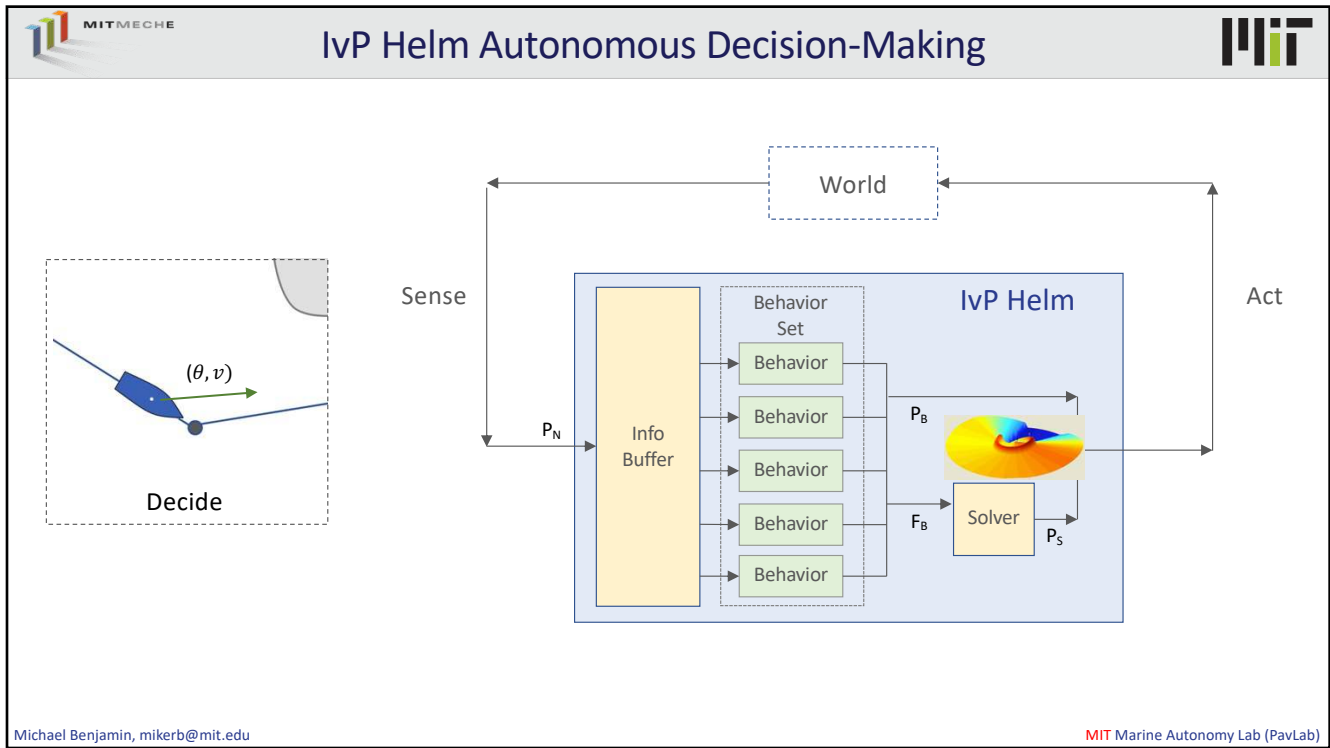 MITMECHE
IvP Helm Autonomous Decision-Making
MIT
World
Sense
IvP Helm
Act
Behavior
Set
(θ, v)
Behavior
Behavior
Behavior
Behavior
Behavior
P_N
Info
Buffer
P_B
F_B
Solver
P_S
Decide
Michael Benjamin, mikerb@mit.edu
MIT Marine Autonomy Lab (PavLab)